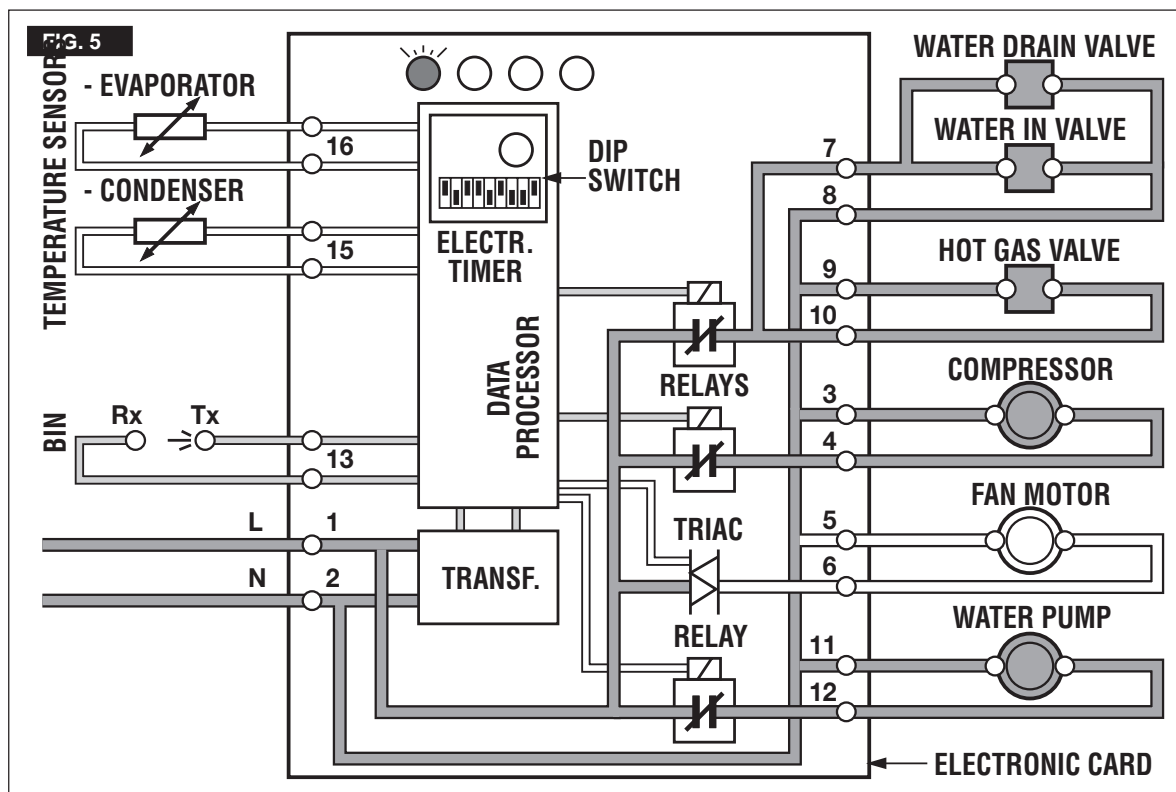 FIG. 5
TEMPERATURE SENSORS
- EVAPORATOR
16
- CONDENSER
15
BIN
Rx
Tx
13
L
1
N
2
DIP
SWITCH
ELECTR.
TIMER
DATA
PROCESSOR
TRANSF.
RELAYS
TRIAC
RELAY
WATER DRAIN VALVE
WATER IN VALVE
7
8
HOT GAS VALVE
9
10
COMPRESSOR
3
4
FAN MOTOR
5
6
WATER PUMP
11
12
ELECTRONIC CARD